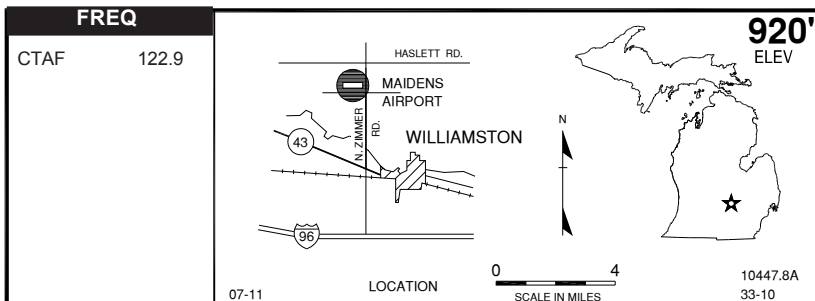 FREQ
CTAF 122.9
HASLETT RD.
MAIDENS
AIRPORT
N. ZIMMER
RD.
43
WILLIAMSTON
96
07-11
LOCATION
N
0 4
SCALE IN MILES
920'
ELEV
10447.8A
33-10